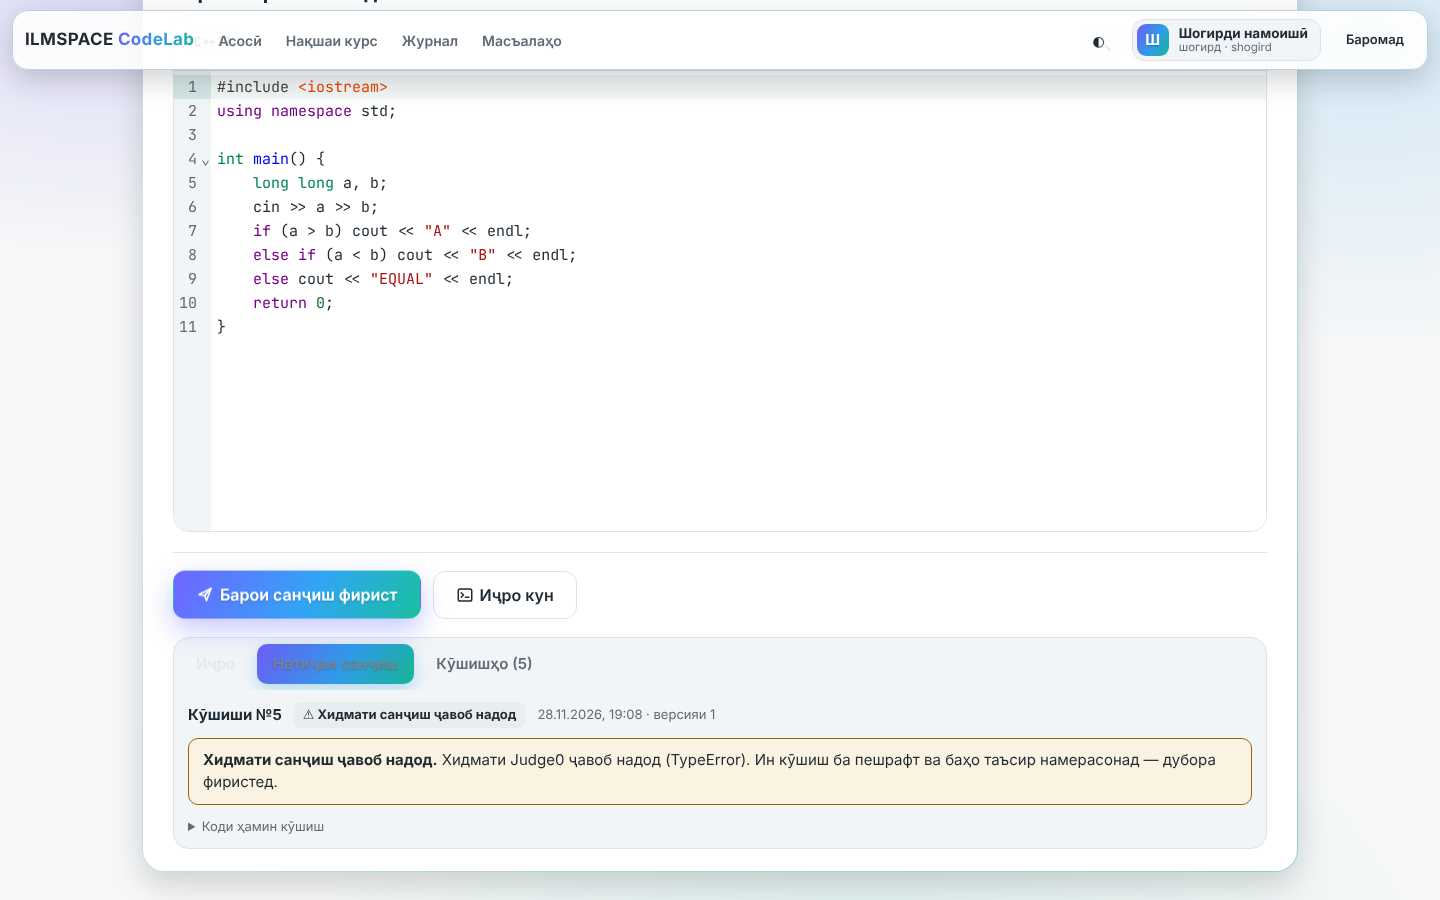 ILMSPACE CodeLab
Асосӣ
Нақшаи курс
Журнал
Масъалаҳо
Ш
Шогирди намоишӣ
шогирд · shogird
Баромад
1 #include <iostream>
2 using namespace std;
3
4 int main() {
5 long long a, b;
6 cin >> a >> b;
7 if (a > b) cout << "A" << endl;
8 else if (a < b) cout << "B" << endl;
9 else cout << "EQUAL" << endl;
10 return 0;
11 }
Барои санҷиш фирист
Иҷро кун
Иҷро
Натиҷаи санҷиш
Кӯшишҳо (5)
Кӯшиши №5
⚠ Хидмати санҷиш ҷавоб надод
28.11.2026, 19:08 · версияи 1
Хидмати санҷиш ҷавоб надод. Хидмати Judge0 ҷавоб надод (TypeError). Ин кӯшиш ба пешрафт ва баҳо таъсир намерасонад — дубора
фиристед.
▶ Коди ҳамин кӯшиш